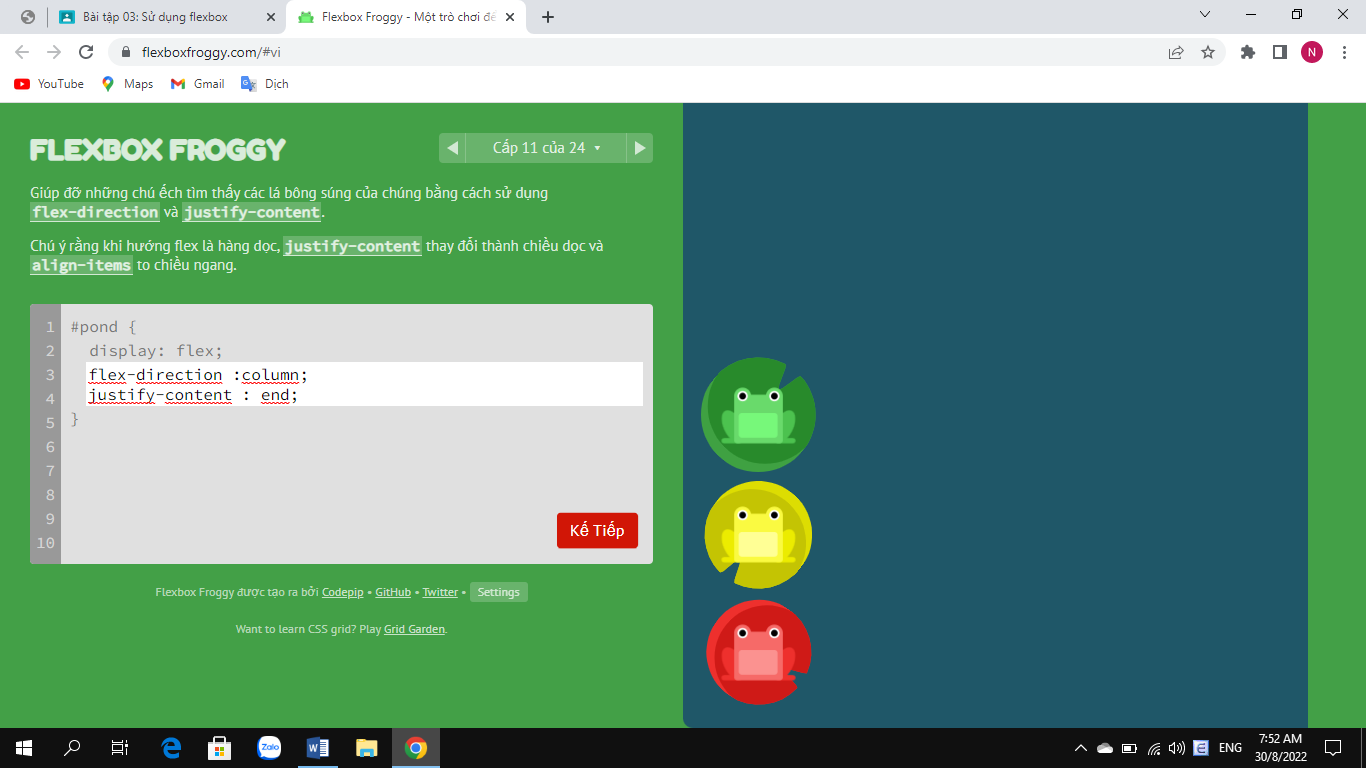 Bài tập 03: Sử dụng flexbox
Flexbox Froggy - Một trò chơi để
flexboxfroggy.com/#vi
N
YouTube
Maps
Gmail
Dịch
FLEXBOX FROGGY
Cấp 11 của 24
Giúp đỡ những chú ếch tìm thấy các lá bông súng của chúng bằng cách sử dụng
flex-direction và justify-content.
Chú ý rằng khi hướng flex là hàng dọc, justify-content thay đổi thành chiều dọc và
align-items to chiều ngang.
1 #pond {
2 display: flex;
3 flex-direction :column;
4 justify-content : end;
5 }
6
7
8
9
10
Kế Tiếp
Flexbox Froggy được tạo ra bởi Codepip • GitHub • Twitter • Settings
Want to learn CSS grid? Play Grid Garden.
Zalo
ENG
7:52 AM
30/8/2022